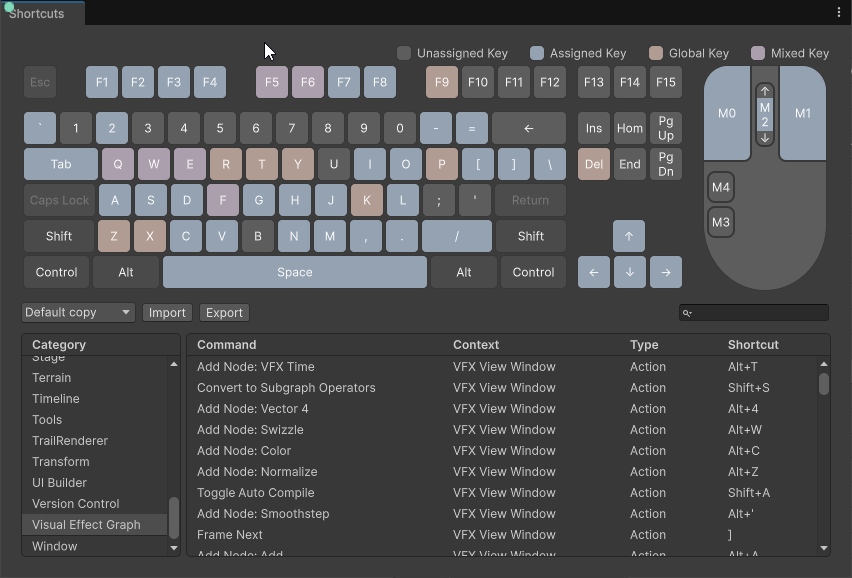 Shortcuts
Unassigned Key Assigned Key Global Key Mixed Key
Esc F1 F2 F3 F4 F5 F6 F7 F8 F9 F10 F11 F12 F13 F14 F15
` 1 2 3 4 5 6 7 8 9 0 - = ← Ins Hom Pg Up
Tab Q W E R T Y U I O P [ ] \ Del End Pg Dn
Caps Lock A S D F G H J K L ; ' Return
Shift Z X C V B N M , . / Shift ↑
Control Alt Space Alt Control ← ↓ →
M0 ↑ M 2 ↓ M1
M4
M3
Default copy Import Export
Category
Stage
Terrain
Timeline
Tools
TrailRenderer
Transform
UI Builder
Version Control
Visual Effect Graph
Window
Command Context Type Shortcut
Add Node: VFX Time VFX View Window Action Alt+T
Convert to Subgraph Operators VFX View Window Action Shift+S
Add Node: Vector 4 VFX View Window Action Alt+4
Add Node: Swizzle VFX View Window Action Alt+W
Add Node: Color VFX View Window Action Alt+C
Add Node: Normalize VFX View Window Action Alt+Z
Toggle Auto Compile VFX View Window Action Shift+A
Add Node: Smoothstep VFX View Window Action Alt+'
Frame Next VFX View Window Action ]
Add Node: Add VFX View Window Action Alt+A